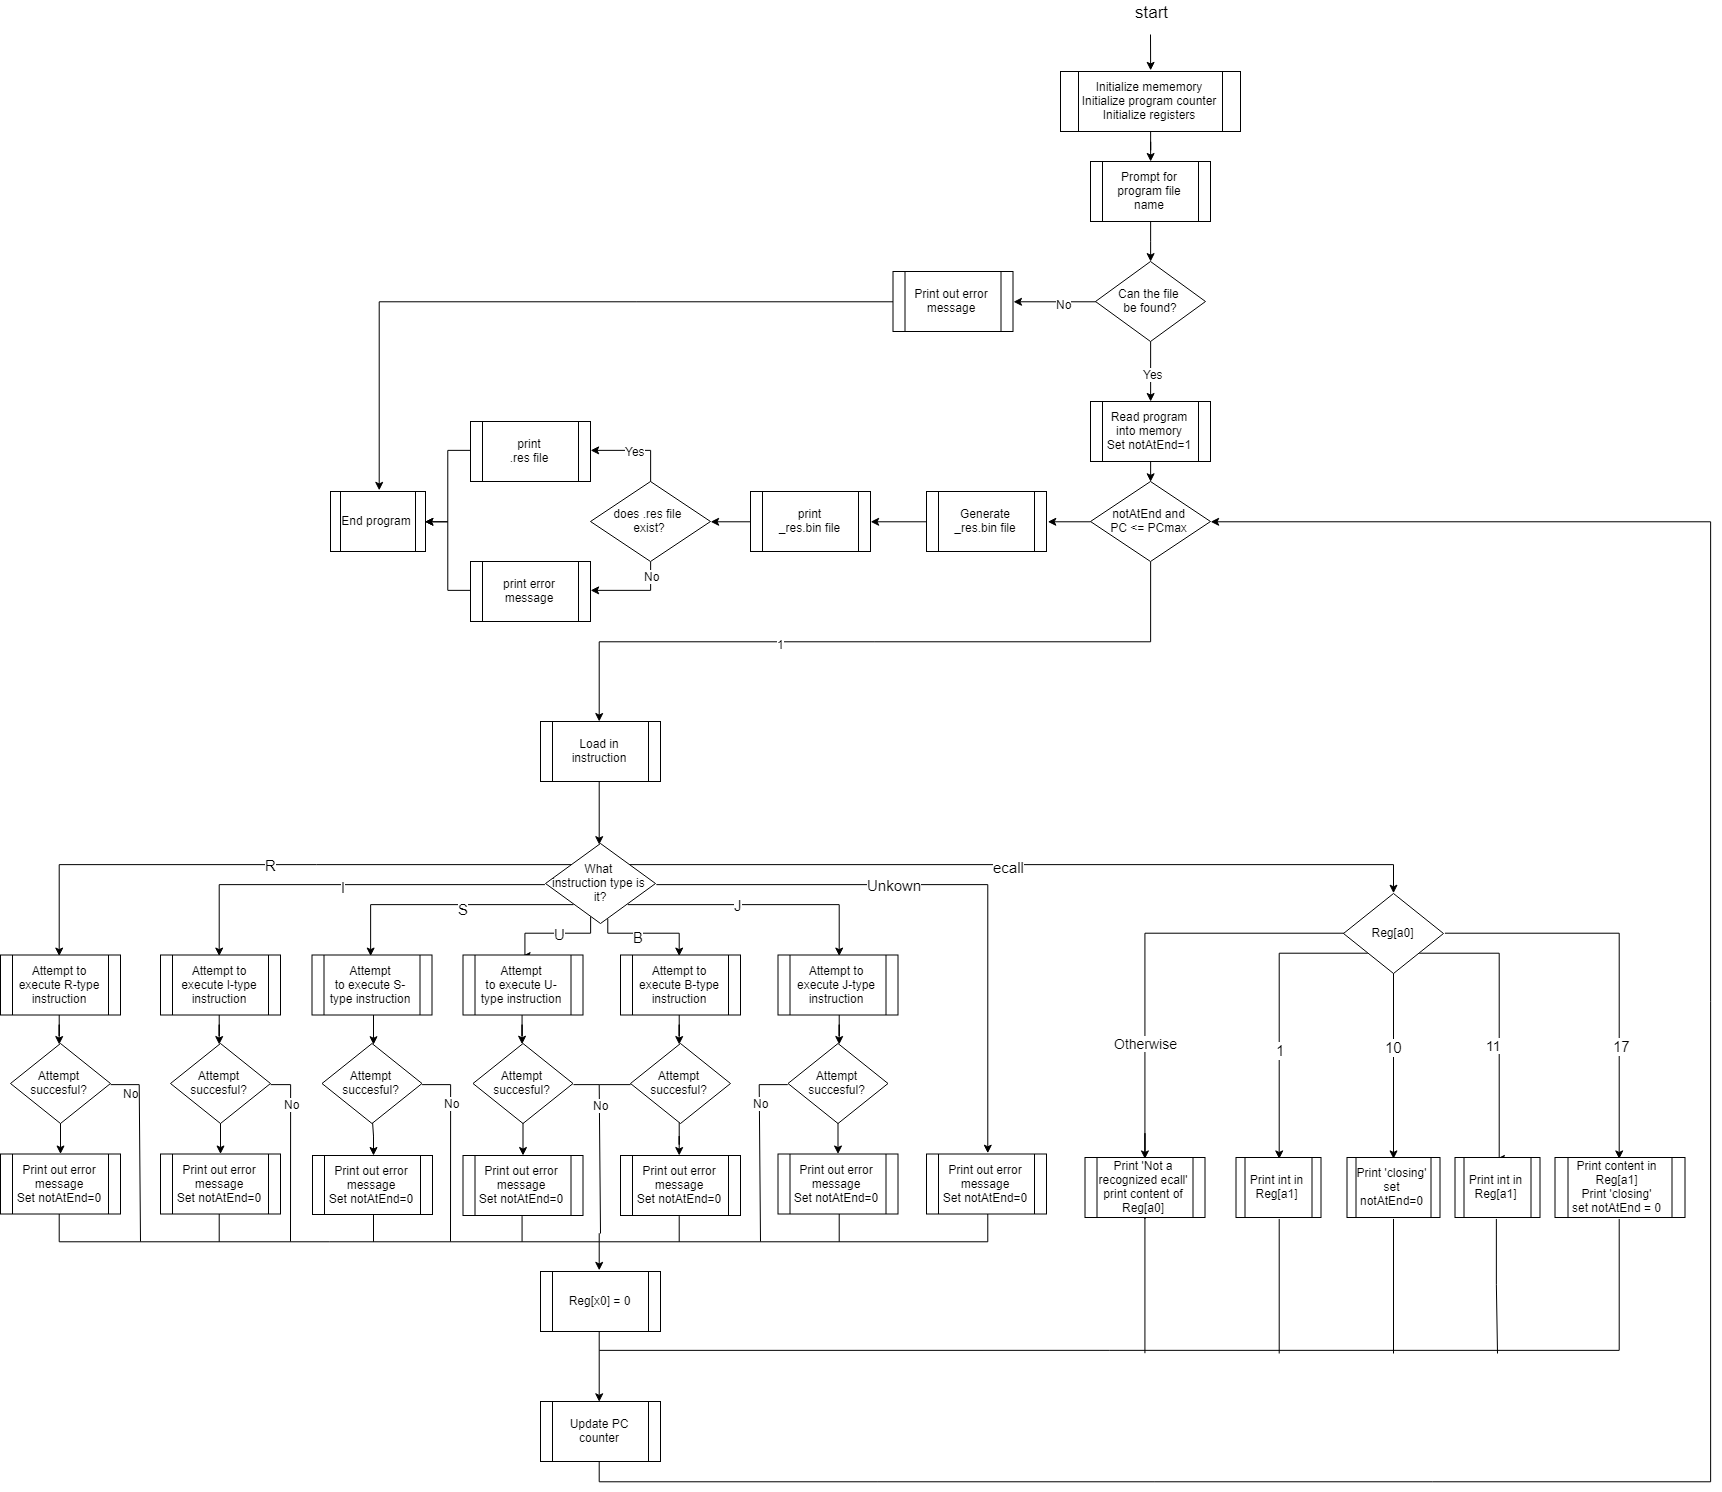 start
Initialize mememory
Initialize program counter
Initialize registers
Prompt for
program file
name
Can the file
be found?
No
Print out error
message
Yes
Read program
into memory
Set notAtEnd=1
notAtEnd and
PC <= PCmax
Generate
_res.bin file
print
_res.bin file
does .res file
exist?
Yes
print
.res file
No
print error
message
End program
1
Load in
instruction
What
instruction type is
it?
R
I
S
U
B
J
Unkown
ecall
Attempt to
execute R-type
instruction
Attempt to
execute I-type
instruction
Attempt
to execute S-
type instruction
Attempt
to execute U-
type instruction
Attempt to
execute B-type
instruction
Attempt to
execute J-type
instruction
Reg[a0]
Otherwise
1
10
11
17
Attempt
succesful?
No
Attempt
succesful?
No
Attempt
succesful?
No
Attempt
succesful?
No
Attempt
succesful?
No
Attempt
succesful?
Print out error
message
Set notAtEnd=0
Print out error
message
Set notAtEnd=0
Print out error
message
Set notAtEnd=0
Print out error
message
Set notAtEnd=0
Print out error
message
Set notAtEnd=0
Print out error
message
Set notAtEnd=0
Print out error
message
Set notAtEnd=0
Print 'Not a
recognized ecall'
print content of
Reg[a0]
Print int in
Reg[a1]
Print 'closing'
set
notAtEnd=0
Print int in
Reg[a1]
Print content in
Reg[a1]
Print 'closing'
set notAtEnd = 0
Reg[x0] = 0
Update PC
counter